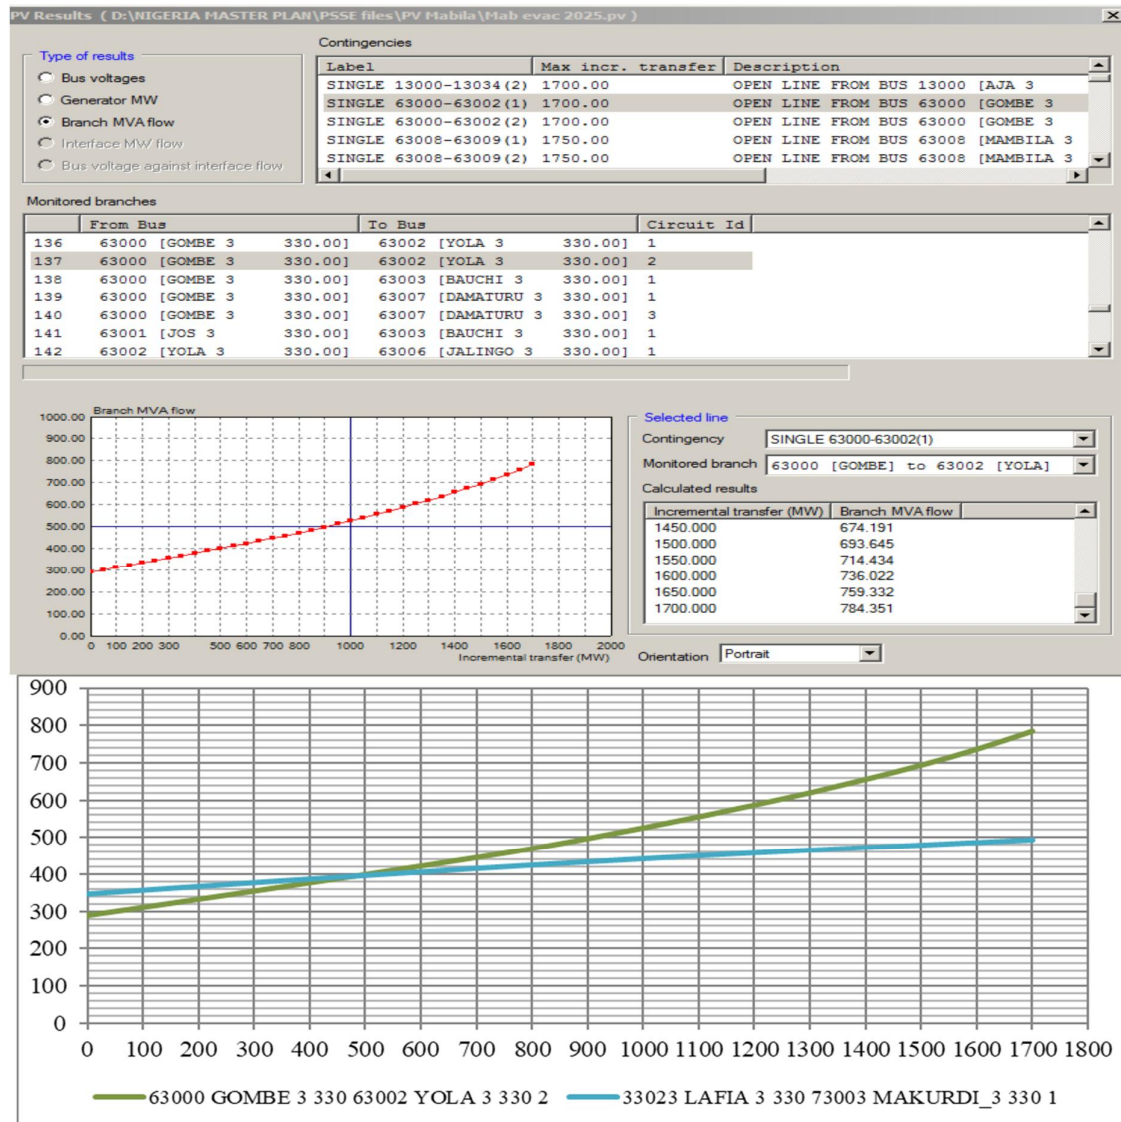 PV Results ( D:\NIGERIA MASTER PLAN\PSSE files\PV Mabila\Mab evac 2025.pv )
Type of results
Bus voltages
Generator MW
Branch MVA flow
Interface MW flow
Bus voltage against interface flow
Contingencies
Label Max incr. transfer Description
SINGLE 13000-13034(2) 1700.00 OPEN LINE FROM BUS 13000 [AJA 3
SINGLE 63000-63002(1) 1700.00 OPEN LINE FROM BUS 63000 [GOMBE 3
SINGLE 63000-63002(2) 1700.00 OPEN LINE FROM BUS 63000 [GOMBE 3
SINGLE 63008-63009(1) 1750.00 OPEN LINE FROM BUS 63008 [MAMBILA 3
SINGLE 63008-63009(2) 1750.00 OPEN LINE FROM BUS 63008 [MAMBILA 3
Monitored branches
From Bus To Bus Circuit Id
136 63000 [GOMBE 3 330.00] 63002 [YOLA 3 330.00] 1
137 63000 [GOMBE 3 330.00] 63002 [YOLA 3 330.00] 2
138 63000 [GOMBE 3 330.00] 63003 [BAUCHI 3 330.00] 1
139 63000 [GOMBE 3 330.00] 63007 [DAMATURU 3 330.00] 1
140 63000 [GOMBE 3 330.00] 63007 [DAMATURU 3 330.00] 3
141 63001 [JOS 3 330.00] 63003 [BAUCHI 3 330.00] 1
142 63002 [YOLA 3 330.00] 63006 [JALINGO 3 330.00] 1
Branch MVA flow
1000.00
900.00
800.00
700.00
600.00
500.00
400.00
300.00
200.00
100.00
0.00
0 100 200 300 500 600 700 800 1000 1200 1400 1600 1800 2000
Incremental transfer (MW)
Selected line
Contingency SINGLE 63000-63002(1)
Monitored branch 63000 [GOMBE] to 63002 [YOLA]
Calculated results
Incremental transfer (MW) Branch MVA flow
1450.000 674.191
1500.000 693.645
1550.000 714.434
1600.000 736.022
1650.000 759.332
1700.000 784.351
Orientation Portrait
900
800
700
600
500
400
300
200
100
0
0 100 200 300 400 500 600 700 800 900 1000 1100 1200 1300 1400 1500 1600 1700 1800
63000 GOMBE 3 330 63002 YOLA 3 330 2 33023 LAFIA 3 330 73003 MAKURDI_3 330 1